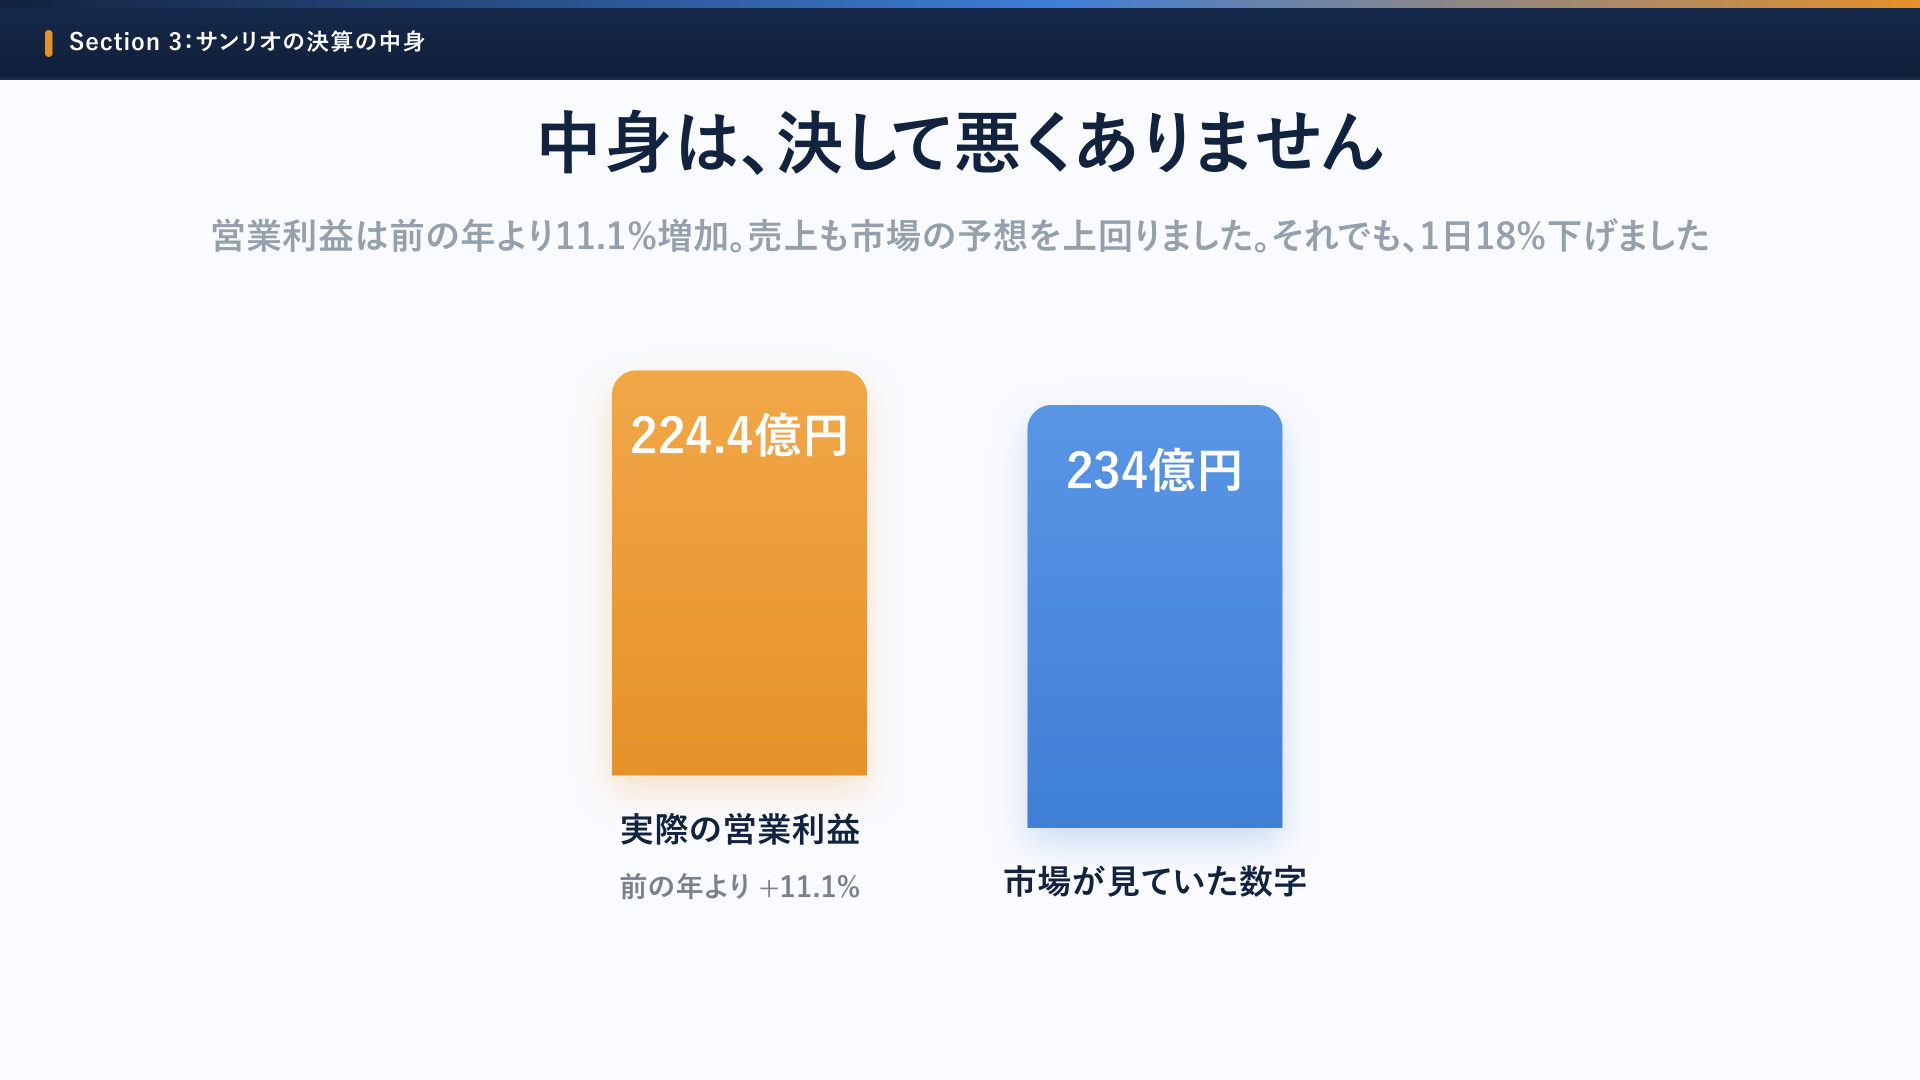 Section 3：サンリオの決算の中身
中身は、決して悪くありません
営業利益は前の年より11.1%増加。売上も市場の予想を上回りました。それでも、1日18%下げました
224.4億円
234億円
実際の営業利益
前の年より +11.1%
市場が見ていた数字